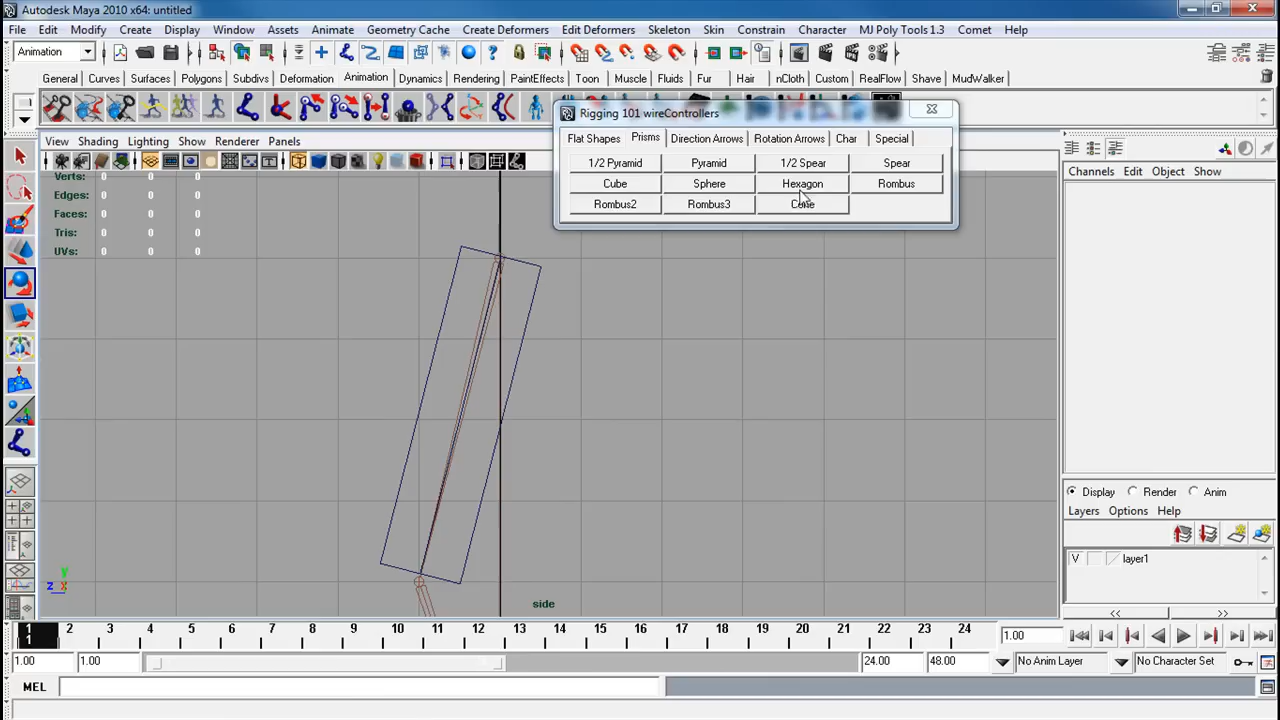 Autodesk Maya 2010 x64: untitled
File Edit Modify Create Display Window Assets Animate Geometry Cache Create Deformers Edit Deformers Skeleton Skin Constrain Character MJ Poly Tools 1.3 Comet Help
Animation
General Curves Surfaces Polygons Subdivs Deformation Animation Dynamics Rendering PaintEffects Toon Muscle Fluids Fur Hair nCloth Custom RealFlow Shave MudWalker
Rigging 101 wireControllers
View Shading Lighting Show Renderer Panels
Flat Shapes Prisms Direction Arrows Rotation Arrows Char Special
1/2 Pyramid Pyramid 1/2 Spear Spear
Cube Sphere Hexagon Rombus
Rombus2 Rombus3 Cone
Channels Edit Object Show
Verts: 0 0 0
Edges: 0 0 0
Faces: 0 0 0
Tris: 0 0 0
UVs: 0 0 0
Display Render Anim
Layers Options Help
V layer1
y
z x
side
1 2 3 4 5 6 7 8 9 10 11 12 13 14 15 16 17 18 19 20 21 22 23 24
1 1.00
1.00 1.00 24.00 48.00 No Anim Layer No Character Set
MEL